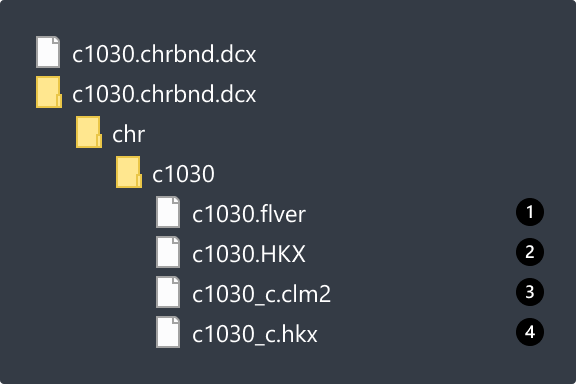 c1030.chrbnd.dcx
c1030.chrbnd.dcx
chr
c1030
c1030.flver 1
c1030.HKX 2
c1030_c.clm2 3
c1030_c.hkx 4